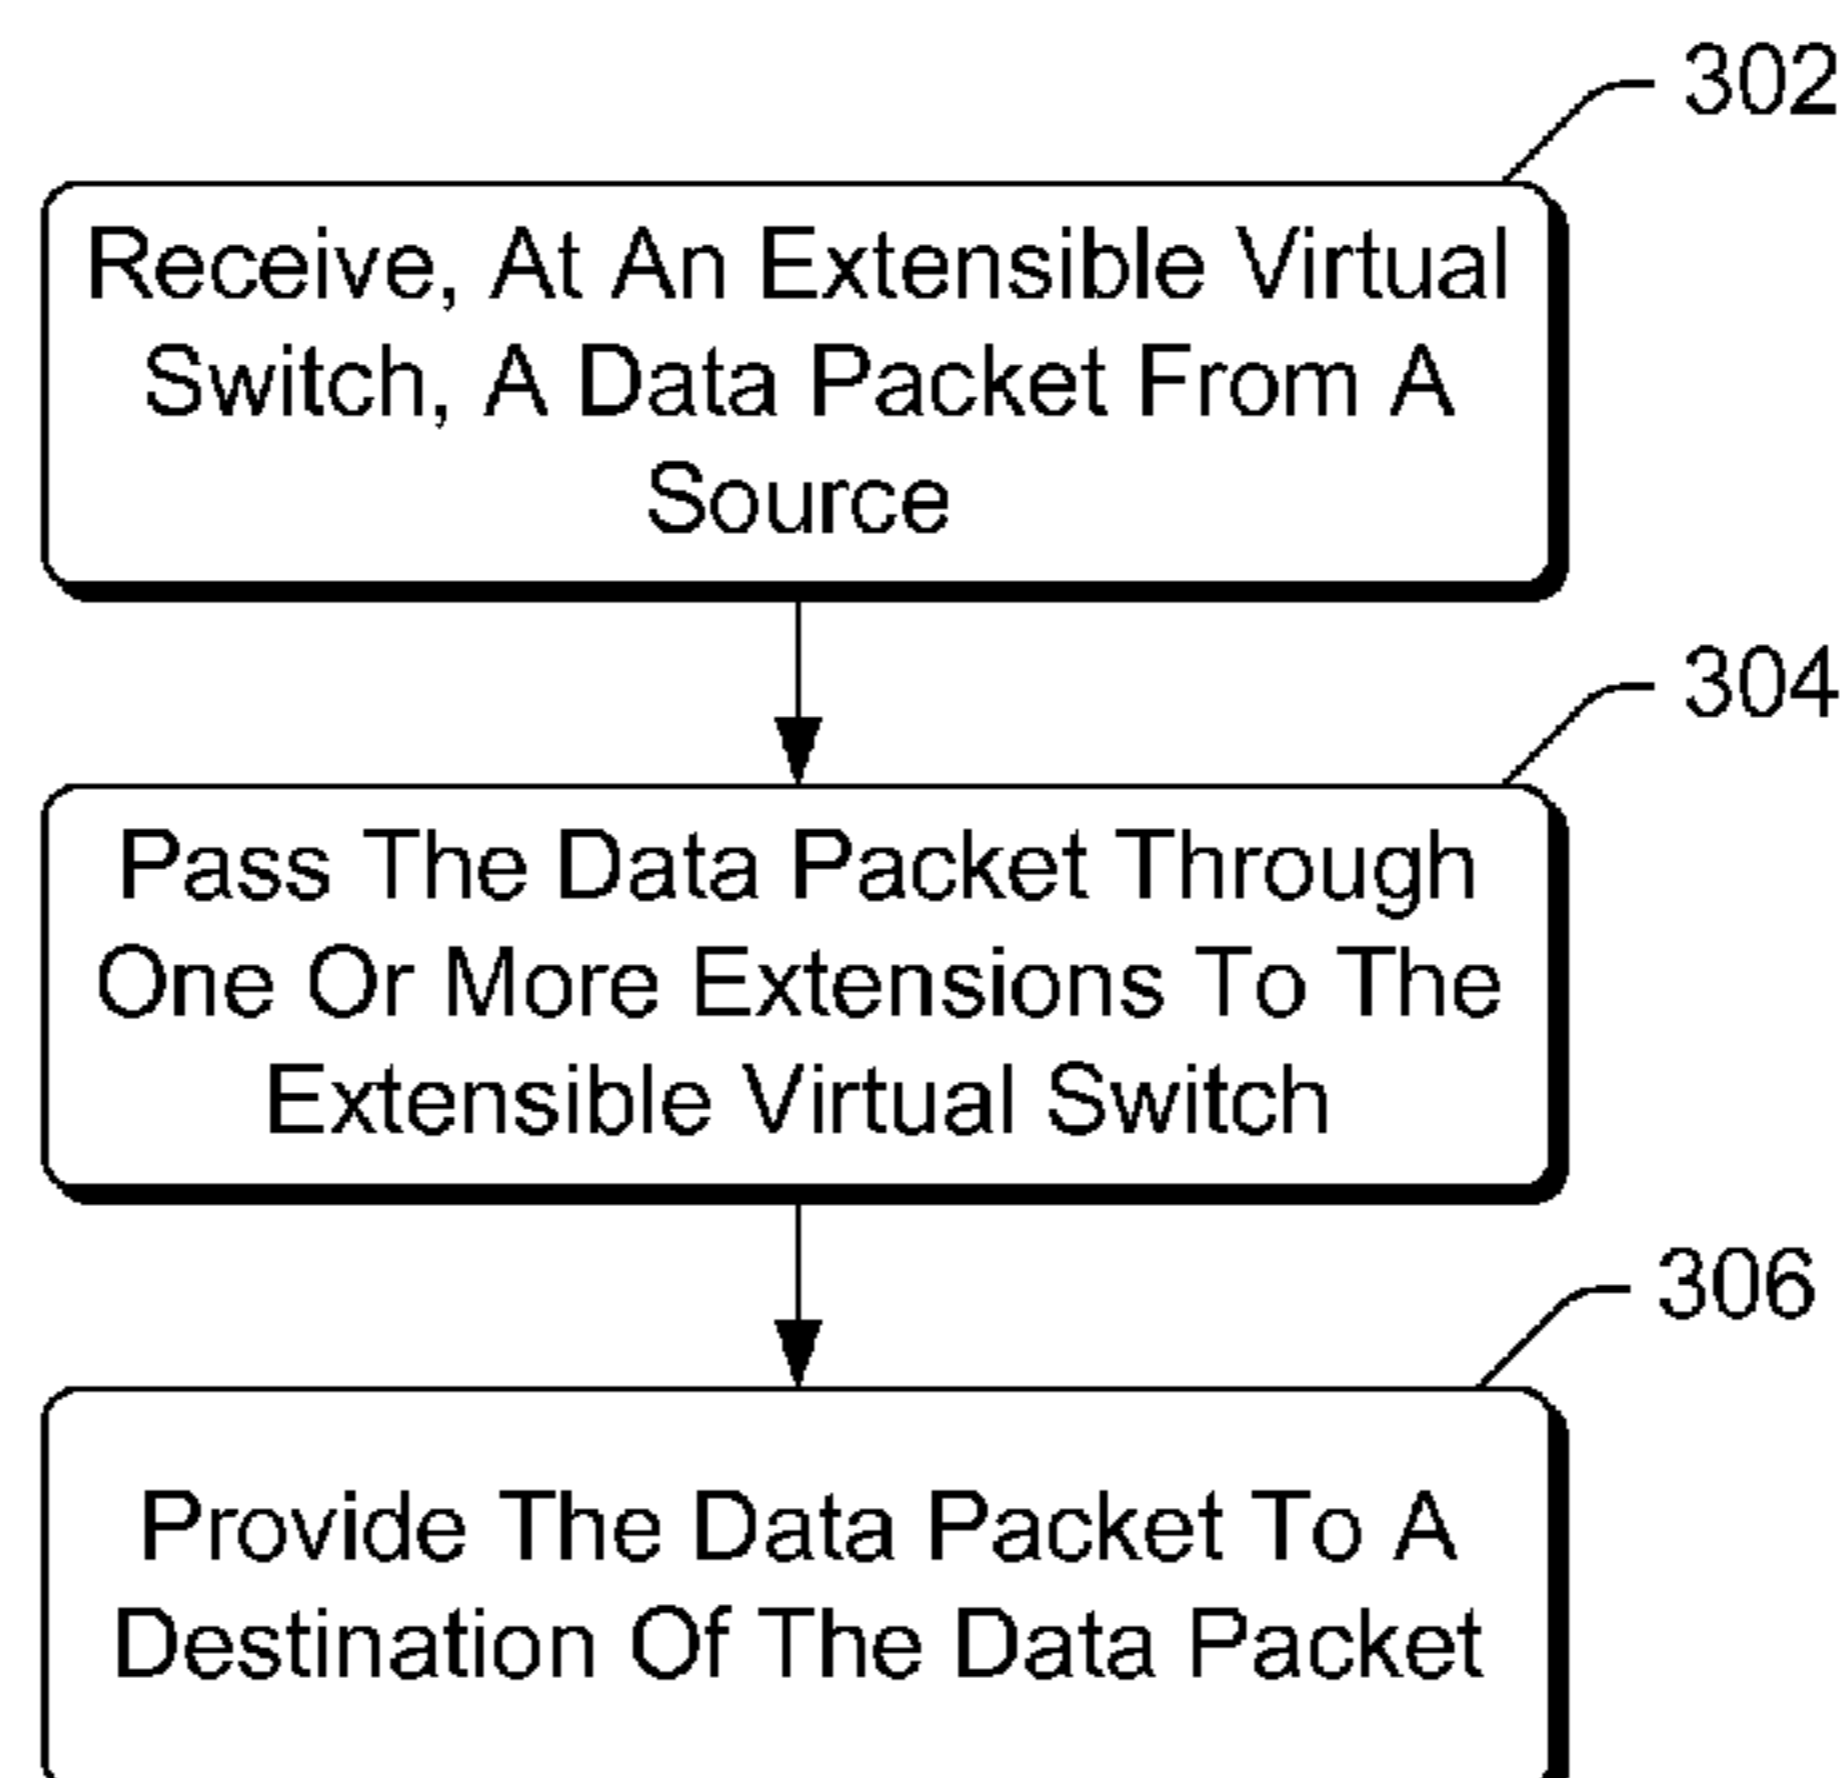 302
Receive, At An Extensible Virtual
Switch, A Data Packet From A
Source
304
Pass The Data Packet Through
One Or More Extensions To The
Extensible Virtual Switch
306
Provide The Data Packet To A
Destination Of The Data Packet